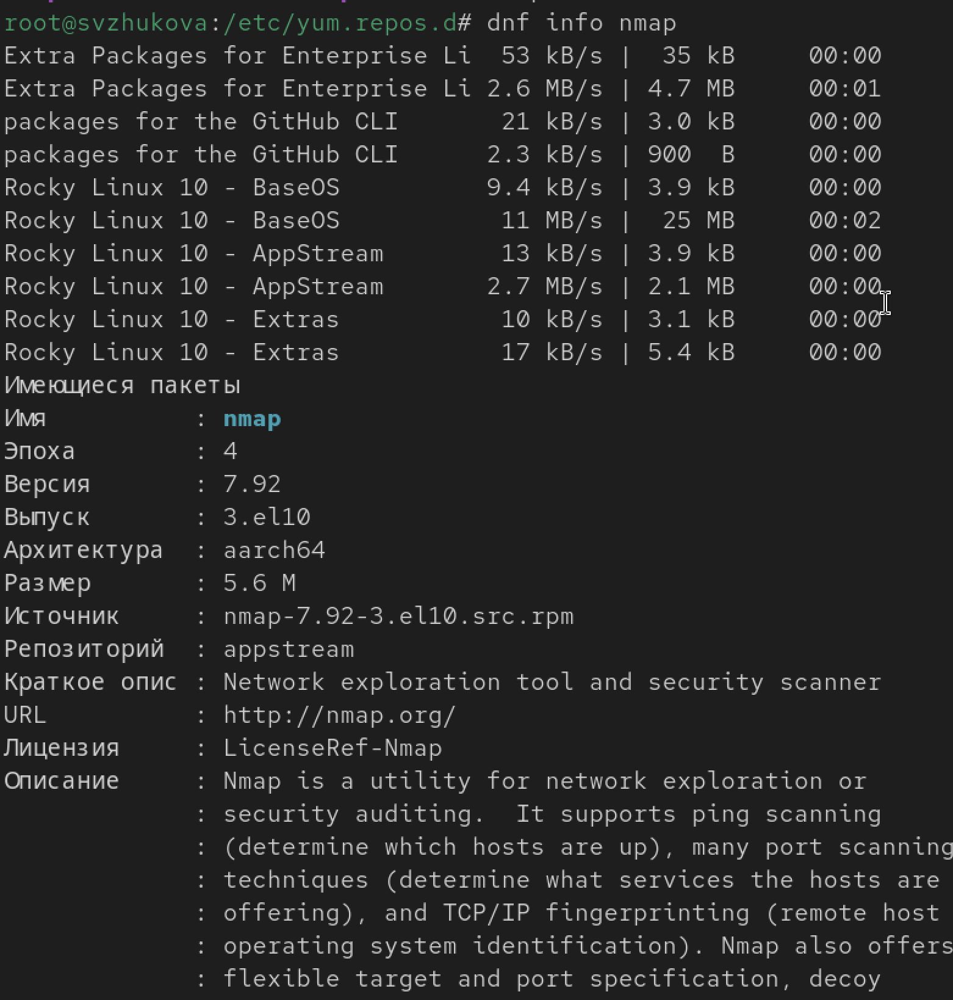 root@svzhukova:/etc/yum.repos.d# dnf info nmap
Extra Packages for Enterprise Li  53 kB/s |  35 kB     00:00
Extra Packages for Enterprise Li 2.6 MB/s | 4.7 MB     00:01
packages for the GitHub CLI       21 kB/s | 3.0 kB     00:00
packages for the GitHub CLI      2.3 kB/s | 900  B     00:00
Rocky Linux 10 - BaseOS          9.4 kB/s | 3.9 kB     00:00
Rocky Linux 10 - BaseOS           11 MB/s |  25 MB     00:02
Rocky Linux 10 - AppStream        13 kB/s | 3.9 kB     00:00
Rocky Linux 10 - AppStream       2.7 MB/s | 2.1 MB     00:00
Rocky Linux 10 - Extras           10 kB/s | 3.1 kB     00:00
Rocky Linux 10 - Extras           17 kB/s | 5.4 kB     00:00
Имеющиеся пакеты
Имя          : nmap
Эпоха        : 4
Версия       : 7.92
Выпуск       : 3.el10
Архитектура  : aarch64
Размер       : 5.6 M
Источник     : nmap-7.92-3.el10.src.rpm
Репозиторий  : appstream
Краткое опис : Network exploration tool and security scanner
URL          : http://nmap.org/
Лицензия     : LicenseRef-Nmap
Описание     : Nmap is a utility for network exploration or
             : security auditing.  It supports ping scanning
             : (determine which hosts are up), many port scanning
             : techniques (determine what services the hosts are
             : offering), and TCP/IP fingerprinting (remote host
             : operating system identification). Nmap also offers
             : flexible target and port specification, decoy